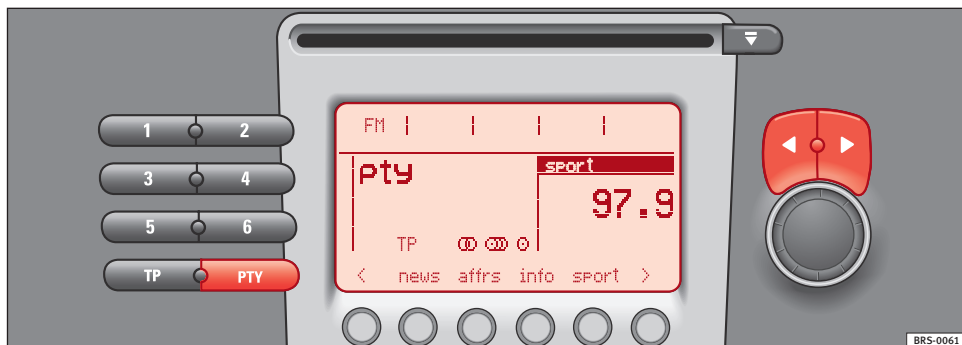 1 2
3 4
5 6
TP PTY
FM
pty
sport
97.9
TP
< news affrs info sport >
BRS-0061